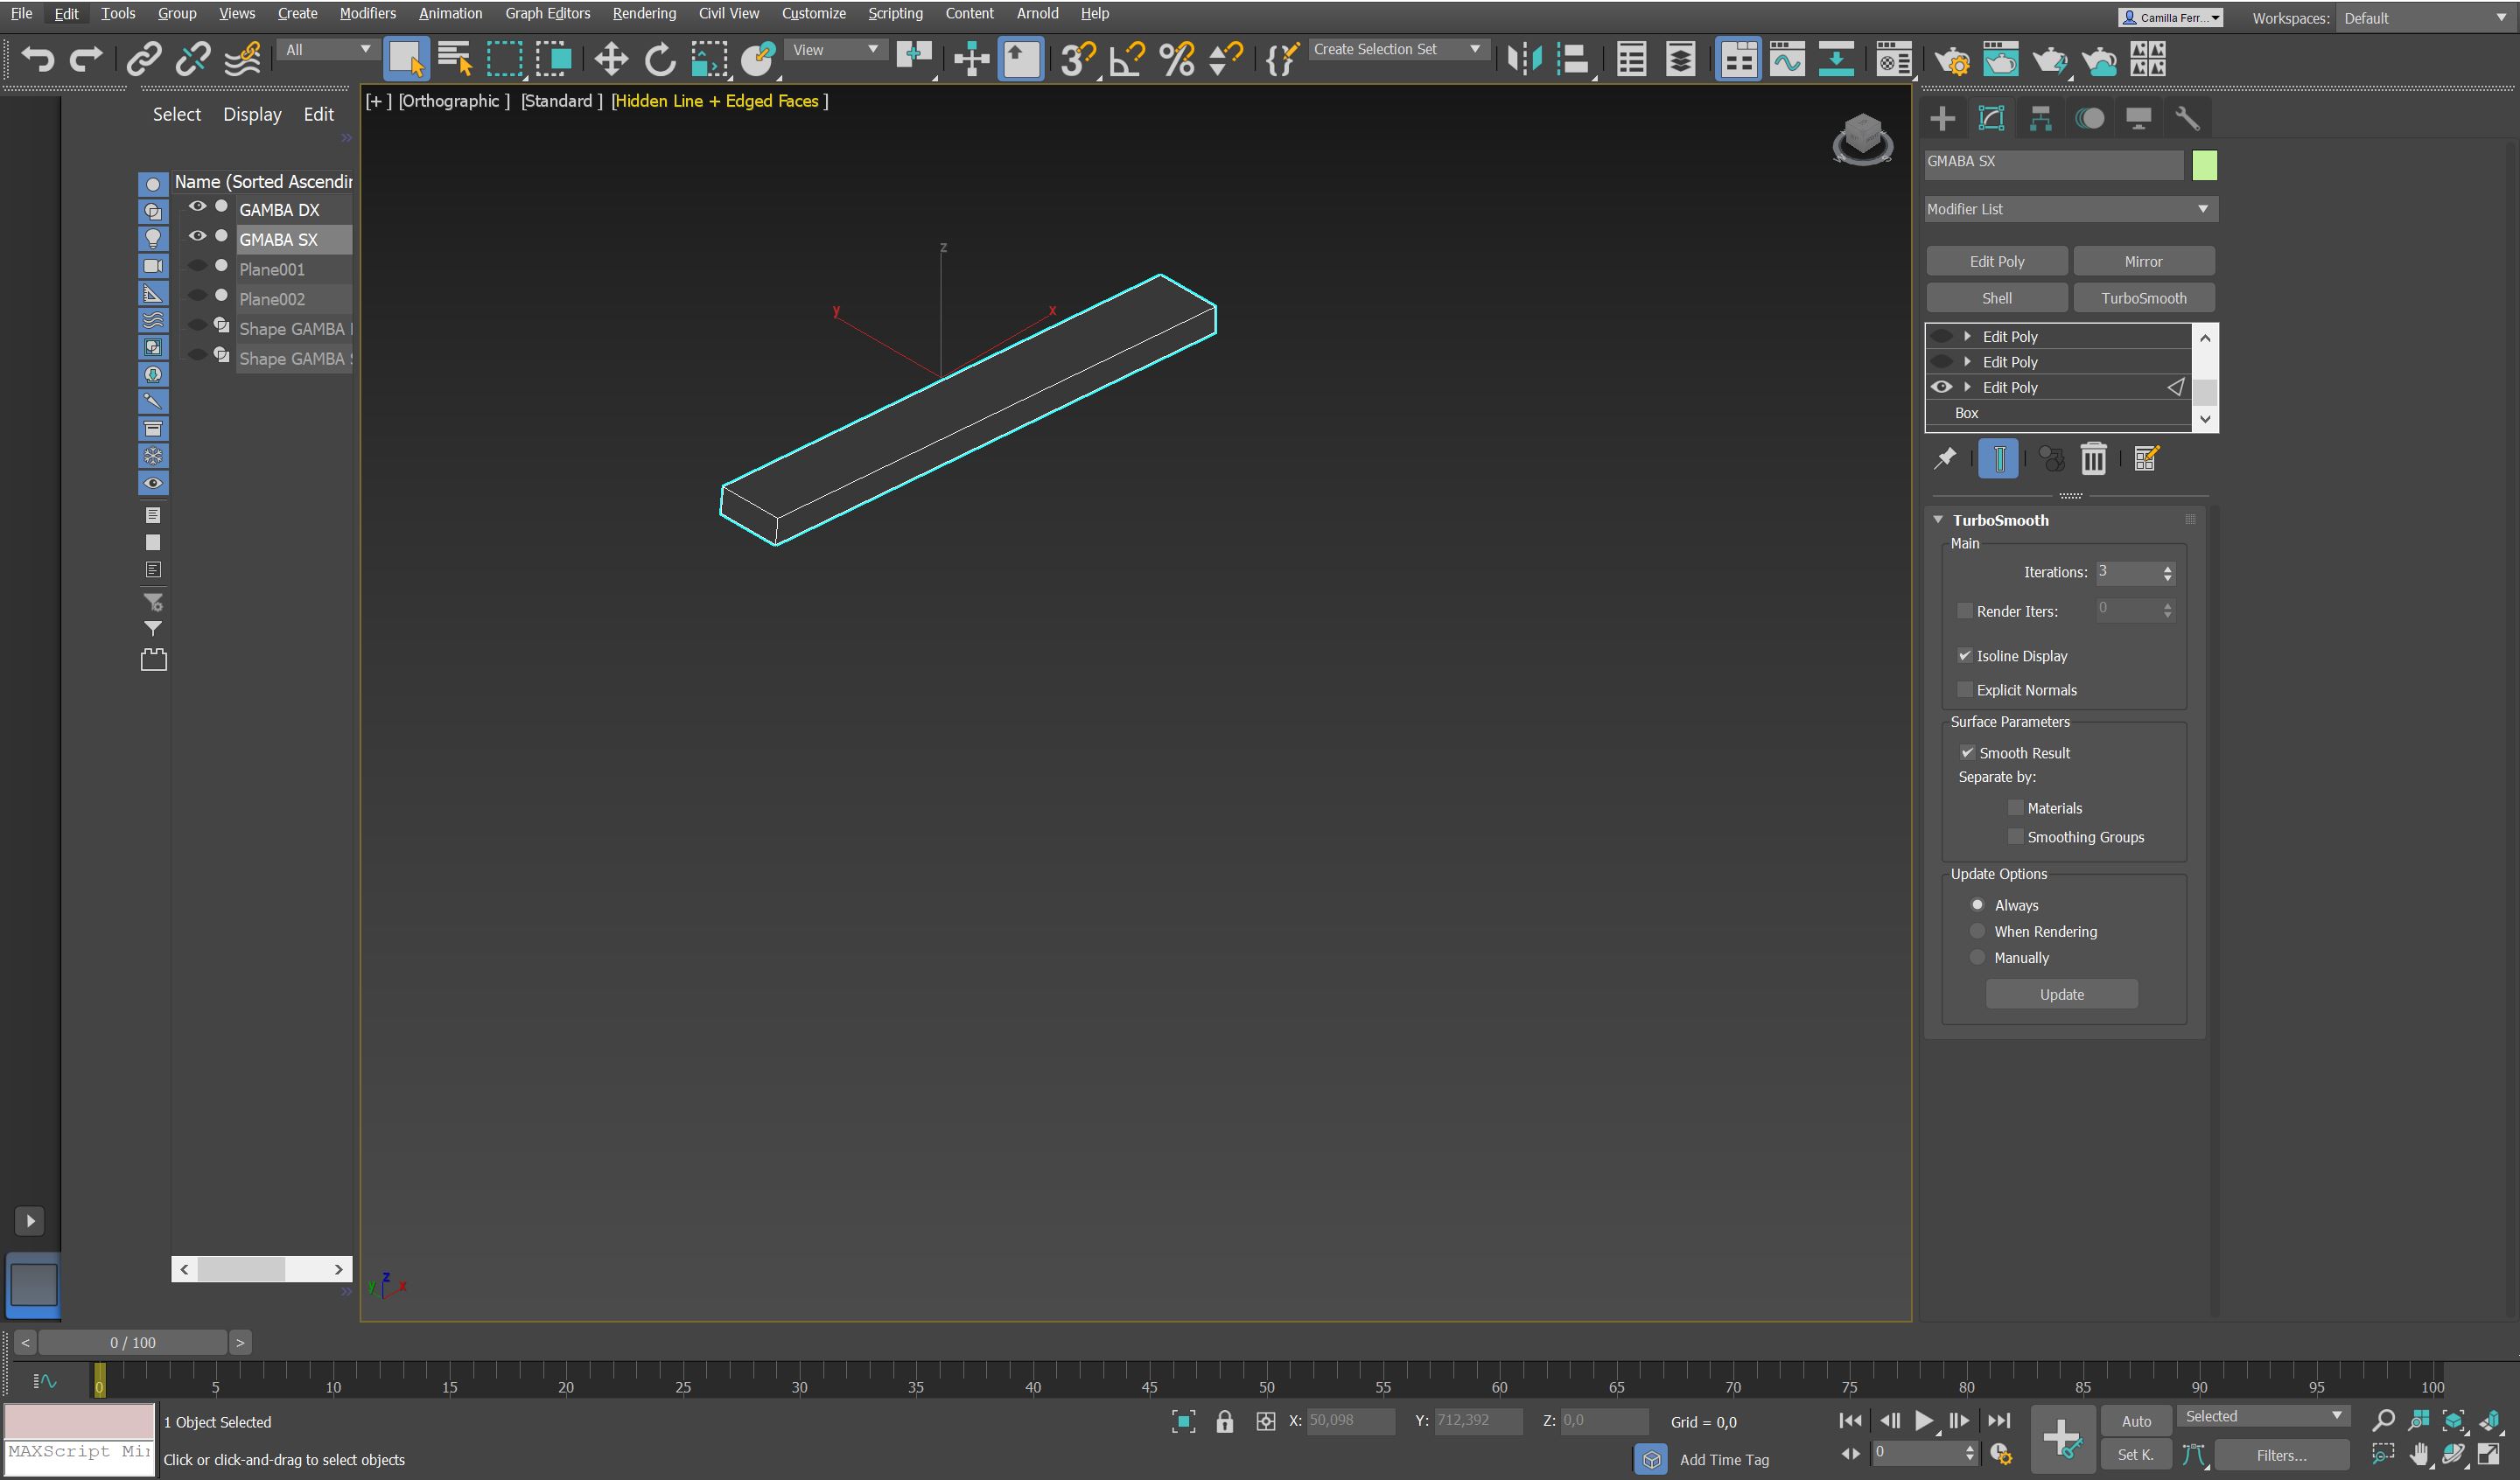 File Edit Tools Group Views Create Modifiers Animation Graph Editors Rendering Civil View Customize Scripting Content Arnold Help
Camilla Ferr... Workspaces: Default
All View Create Selection Set
Select Display Edit
[+ ] [Orthographic ] [Standard ] [Hidden Line + Edged Faces ]
Name (Sorted Ascendin
GAMBA DX
GMABA SX
Plane001
Plane002
Shape GAMBA
Shape GAMBA
z
y
x
GMABA SX
Modifier List
Edit Poly Mirror
Shell TurboSmooth
Edit Poly
Edit Poly
Edit Poly
Box
TurboSmooth
Main
Iterations: 3
Render Iters: 0
Isoline Display
Explicit Normals
Surface Parameters
Smooth Result
Separate by:
Materials
Smoothing Groups
Update Options
Always
When Rendering
Manually
Update
z
y x
< 0 / 100 >
0 5 10 15 20 25 30 35 40 45 50 55 60 65 70 75 80 85 90 95 100
1 Object Selected X: 50,098 Y: 712,392 Z: 0,0 Grid = 0,0 Auto Selected
MAXScript Mi Click or click-and-drag to select objects Add Time Tag 0 Set K. Filters...